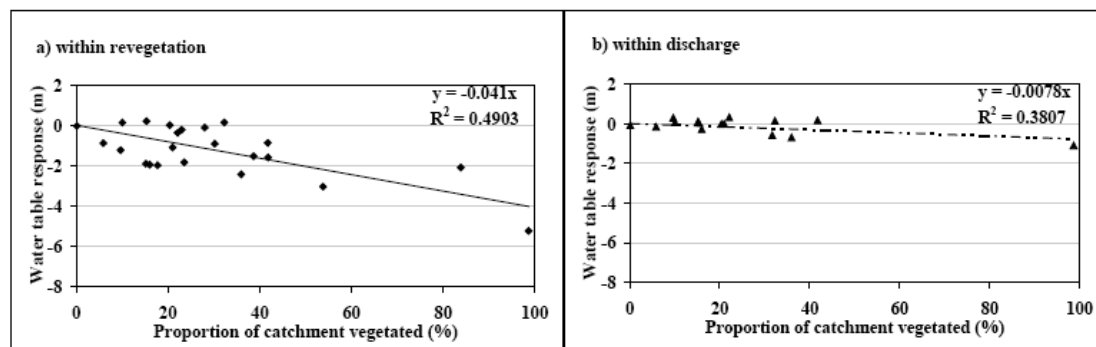 a) within revegetation
y = -0.041x
R² = 0.4903
Water table response (m)
2
0
-2
-4
-6
-8
0
20
40
60
80
100
Proportion of catchment vegetated (%)
b) within discharge
y = -0.0078x
R² = 0.3807
Water table response (m)
2
0
-2
-4
-6
-8
0
20
40
60
80
100
Proportion of catchment vegetated (%)